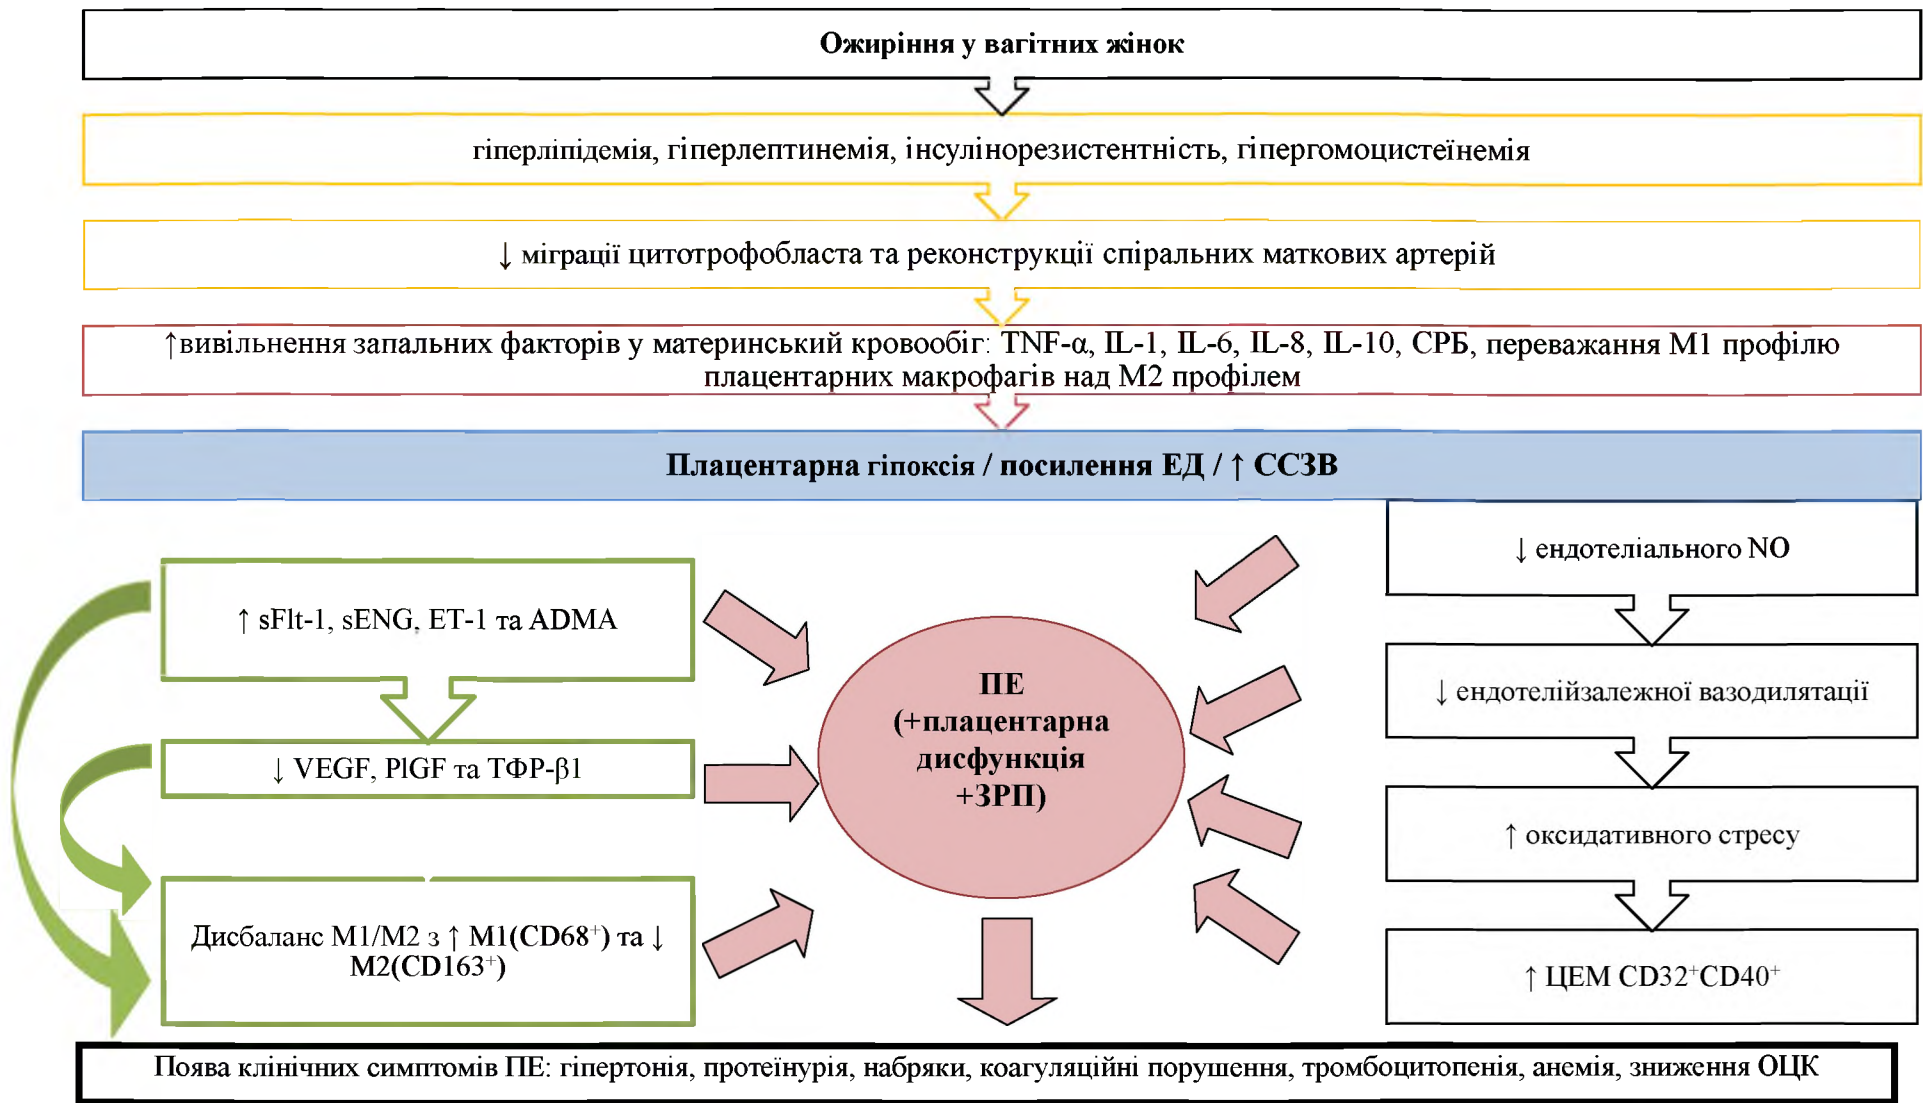 Ожиріння у вагітних жінок
гіперліпідемія, гіперлептинемія, інсулінорезистентність, гіпергомоцистеїнемія
↓ міграції цитотрофобласта та реконструкції спіральних маткових артерій
↑вивільнення запальних факторів у материнський кровообіг: TNF-α, IL-1, IL-6, IL-8, IL-10, СРБ, переважання М1 профілю
плацентарних макрофагів над М2 профілем
Плацентарна гіпоксія / посилення ЕД / ↑ ССЗВ
↑ sFlt-1, sENG, ET-1 та ADMA
↓ VEGF, PlGF та ТФР-β1
Дисбаланс М1/М2 з ↑ М1(CD68⁺) та ↓
М2(CD163⁺)
ПЕ
(+плацентарна
дисфункція
+ЗРП)
↓ ендотеліального NO
↓ ендотелійзалежної вазодилятації
↑ оксидативного стресу
↑ ЦЕМ CD32⁺CD40⁺
Поява клінічних симптомів ПЕ: гіпертонія, протеїнурія, набряки, коагуляційні порушення, тромбоцитопенія, анемія, зниження ОЦК